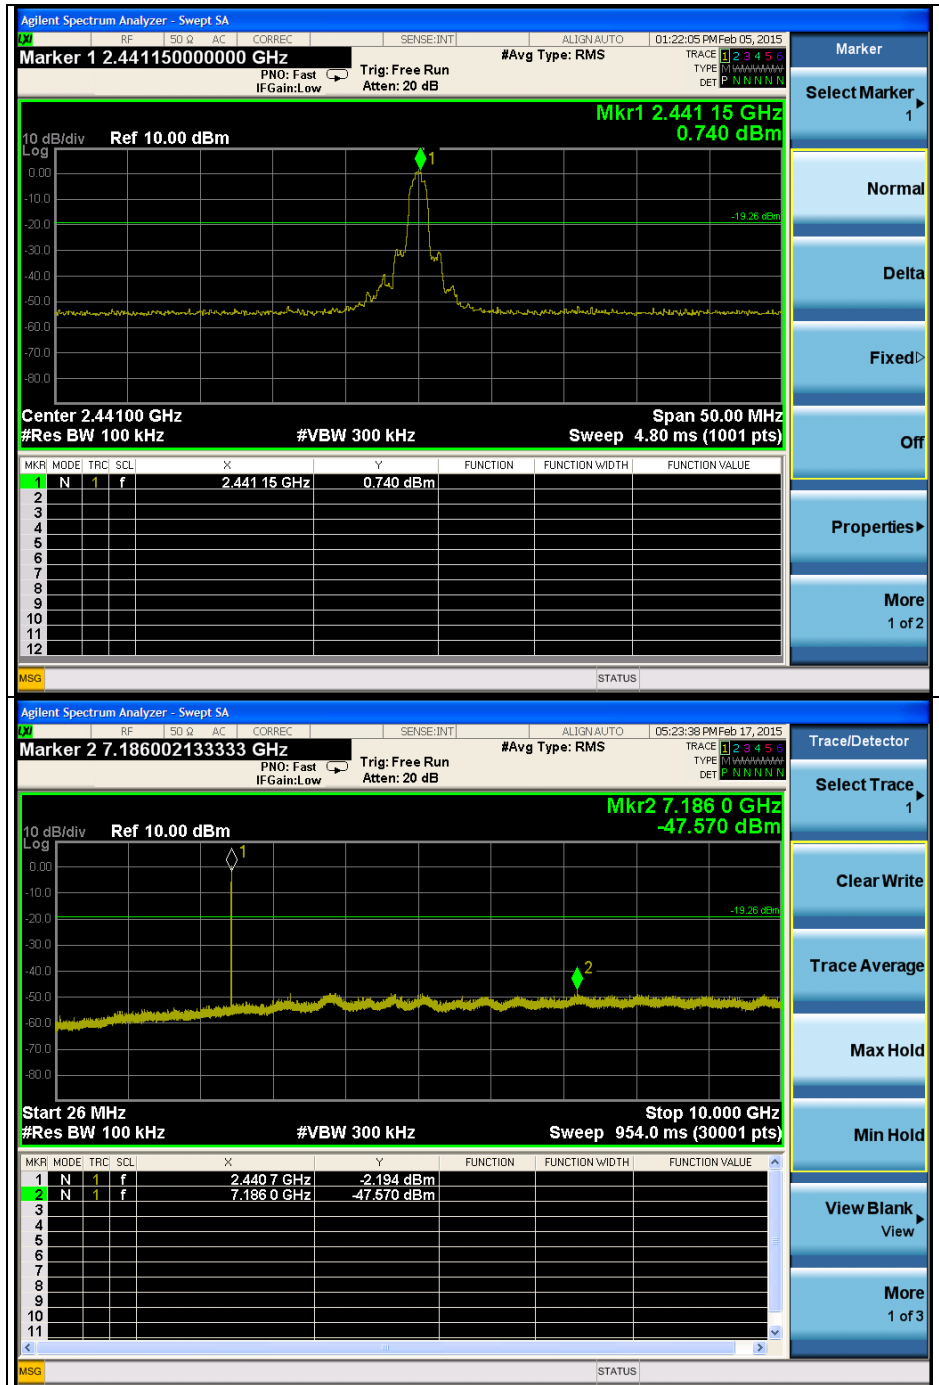 Agilent Spectrum Analyzer - Swept SA
LXI RF 50 Ω AC CORREC SENSE:INT ALIGN AUTO 01:22:05 PM Feb 05, 2015
Marker 1 2.441150000000 GHz
PNO: Fast
IFGain:Low
Trig: Free Run
Atten: 20 dB
#Avg Type: RMS
TRACE 1 2 3 4 5 6
TYPE M W W W W W
DET P N N N N N
Mkr1 2.441 15 GHz
0.740 dBm
10 dB/div Ref 10.00 dBm
Log
1
0.00
-10.0
-20.0
-19.26 dBm
-30.0
-40.0
-50.0
-60.0
-70.0
-80.0
Center 2.44100 GHz Span 50.00 MHz
#Res BW 100 kHz #VBW 300 kHz Sweep 4.80 ms (1001 pts)
MKR MODE TRC SCL X Y FUNCTION FUNCTION WIDTH FUNCTION VALUE
1 N 1 f 2.441 15 GHz 0.740 dBm
2
3
4
5
6
7
8
9
10
11
12
MSG STATUS
Marker
Select Marker
1
Normal
Delta
Fixed
Off
Properties
More
1 of 2
Agilent Spectrum Analyzer - Swept SA
LXI RF 50 Ω AC CORREC SENSE:INT ALIGN AUTO 05:23:38 PM Feb 17, 2015
Marker 2 7.186002133333 GHz
PNO: Fast
IFGain:Low
Trig: Free Run
Atten: 20 dB
#Avg Type: RMS
TRACE 1 2 3 4 5 6
TYPE M W W W W W
DET P N N N N N
Mkr2 7.186 0 GHz
-47.570 dBm
10 dB/div Ref 10.00 dBm
Log
1
0.00
-10.0
-20.0
-19.26 dBm
-30.0
2
-40.0
-50.0
-60.0
-70.0
-80.0
Start 26 MHz Stop 10.000 GHz
#Res BW 100 kHz #VBW 300 kHz Sweep 954.0 ms (30001 pts)
MKR MODE TRC SCL X Y FUNCTION FUNCTION WIDTH FUNCTION VALUE
1 N 1 f 2.440 7 GHz -2.194 dBm
2 N 1 f 7.186 0 GHz -47.570 dBm
3
4
5
6
7
8
9
10
11
MSG STATUS
Trace/Detector
Select Trace
1
Clear Write
Trace Average
Max Hold
Min Hold
View Blank
View
More
1 of 3